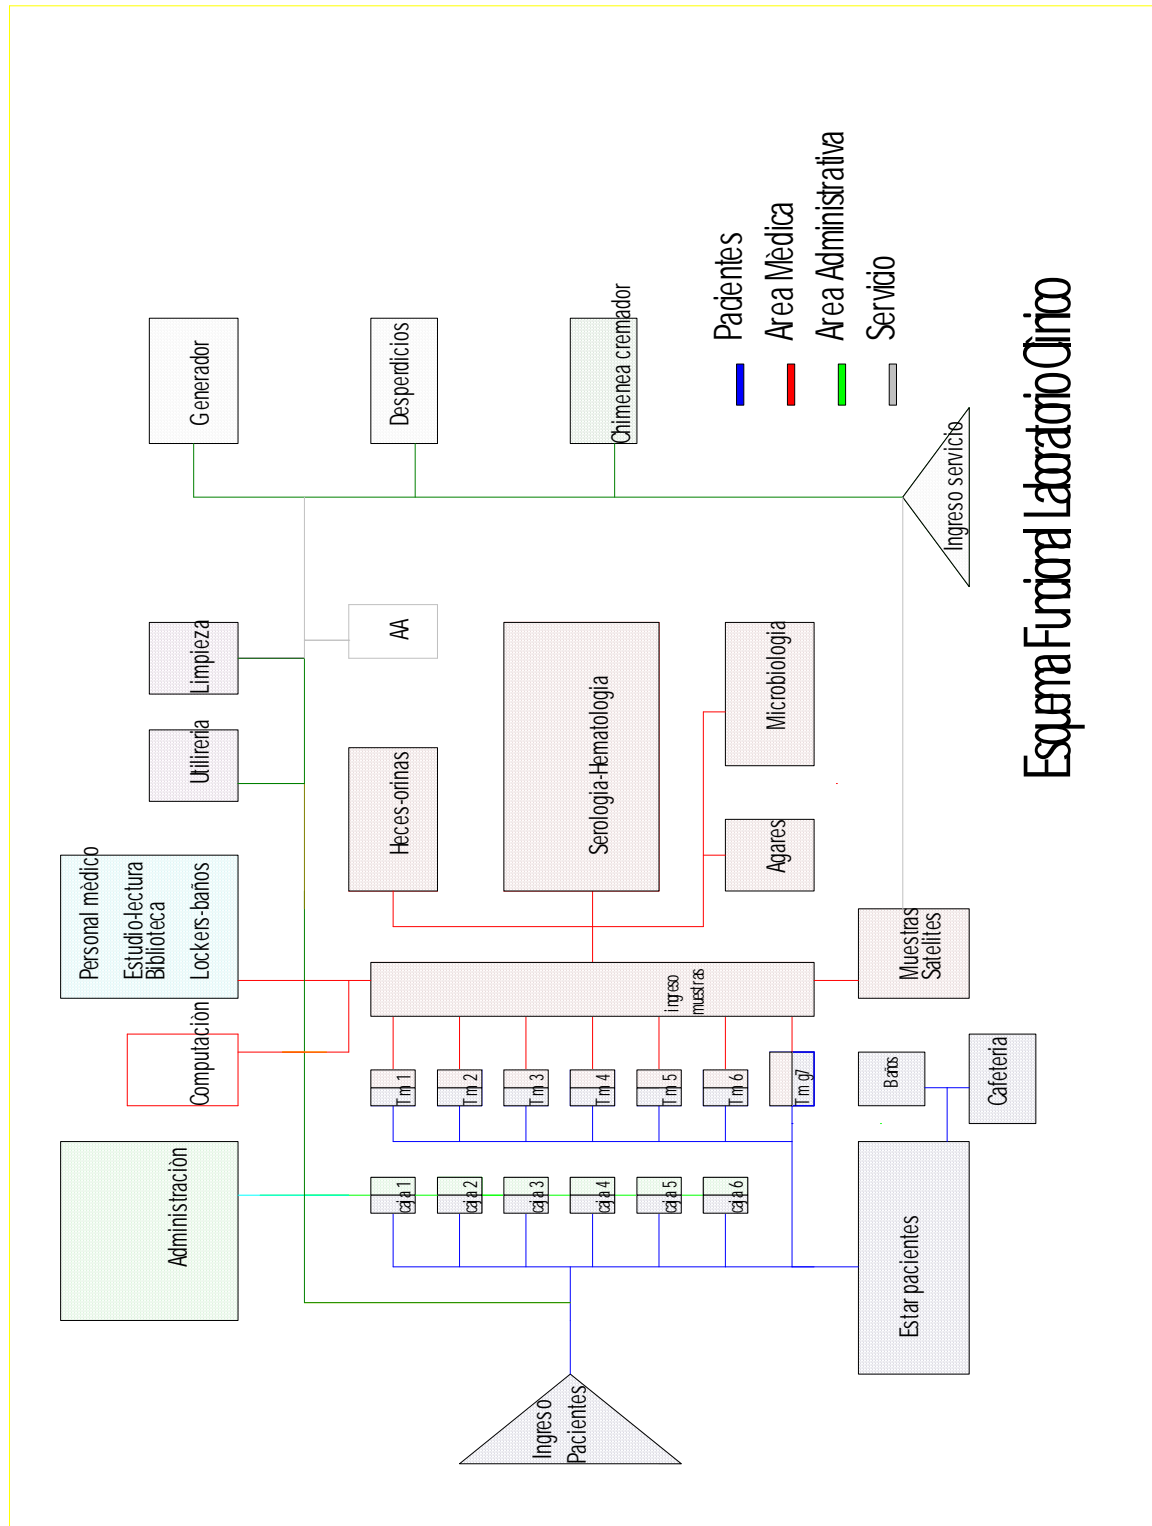 Personal mèdico
Estudio-lectura
Biblioteca
Lockers-baños
Utilireria
Limpieza
Generador
Administraciòn
Computaciòn
Heces-orinas
AA
Desperdicios
caja 1
caja 2
caja 3
caja 4
caja 5
caja 6
Tm 1
Tm 2
Tm 3
Tm 4
Tm 5
Tm 6
Tm g7
ingreso
muestras
Serologia-Hematologia
Chimenea cremador
Ingreso
Pacientes
Agares
Microbiologia
Pacientes
Area Mèdica
Area Administrativa
Servicio
Estar pacientes
Baños
Cafeteria
Muestras
Satelites
Ingreso servicio
Esquema Funcional Laboratorio Clìnico